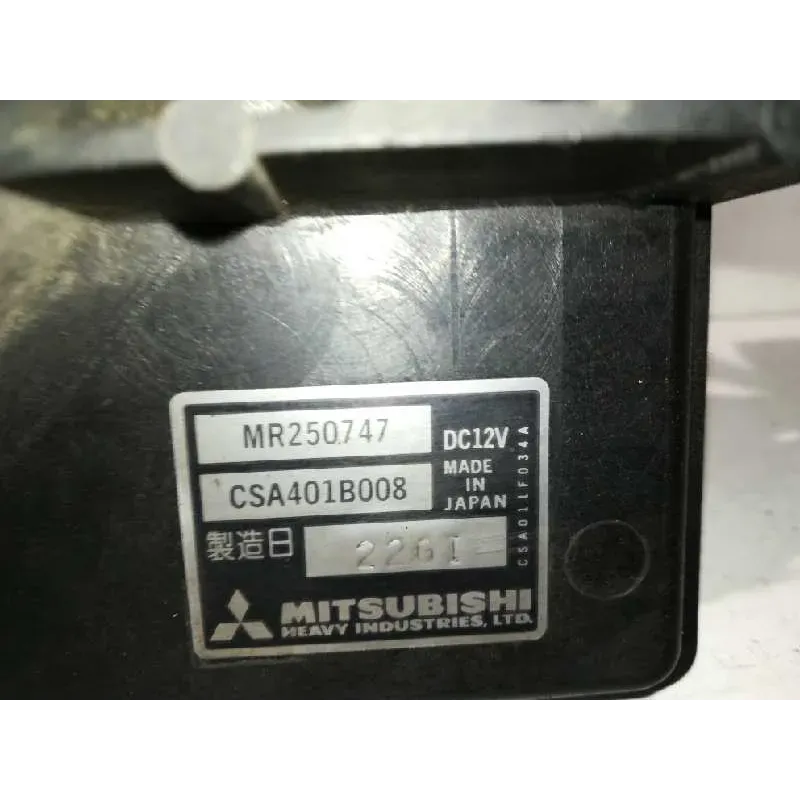 MR250747
DC12V
CSA401B008
MADE
IN
JAPAN
製造日
226I
MITSUBISHI
HEAVY INDUSTRIES, LTD.
CSA011F034A